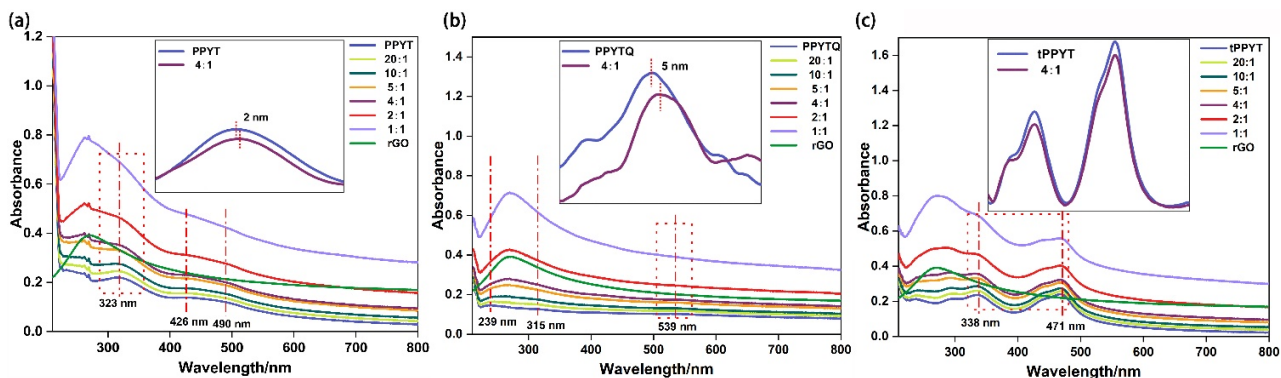 (a)
Absorbance
1.2
1.0
0.8
0.6
0.4
0.2
0.0
PPYT
4:1
2 nm
PPYT
20:1
10:1
5:1
4:1
2:1
1:1
rGO
323 nm
426 nm
490 nm
300
400
500
600
700
800
Wavelength/nm
(b)
Absorbance
1.4
1.2
1.0
0.8
0.6
0.4
0.2
0.0
PPYTQ
4:1
5 nm
PPYTQ
20:1
10:1
5:1
4:1
2:1
1:1
rGO
239 nm
315 nm
539 nm
300
400
500
600
700
800
Wavelength/nm
(c)
Absorbance
1.6
1.4
1.2
1.0
0.8
0.6
0.4
0.2
0.0
tPPYT
4:1
tPPYT
20:1
10:1
5:1
4:1
2:1
1:1
rGO
338 nm
471 nm
300
400
500
600
700
800
Wavelength/nm